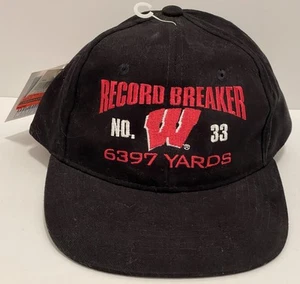 RECORD BREAKER
NO. W 33
6397 YARDS